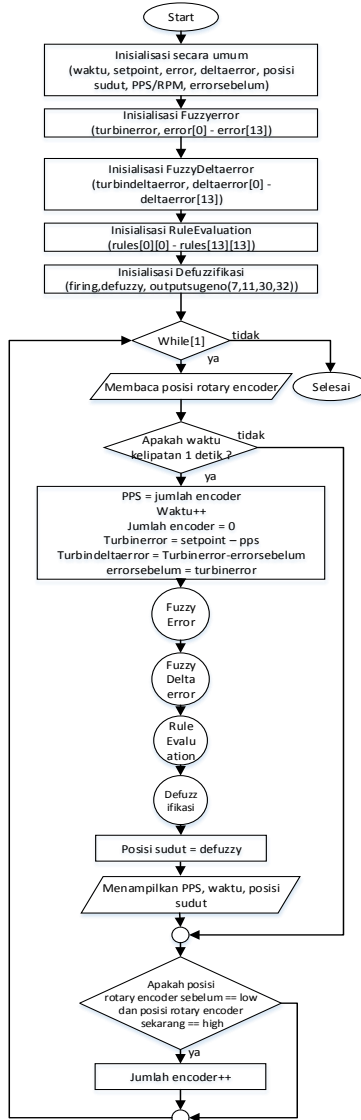 Start
Inisialisasi secara umum
(waktu, setpoint, error, deltaerror, posisi
sudut, PPS/RPM, errorsebelum)
Inisialisasi Fuzzyerror
(turbinerror, error[0] - error[13])
Inisialisasi FuzzyDeltaerror
(turbindeltaerror, deltaerror[0] -
deltaerror[13])
Inisialisasi RuleEvaluation
(rules[0][0] - rules[13][13])
Inisialisasi Defuzzifikasi
(firing,defuzzy, outputsugeno(7,11,30,32))
While[1]
tidak
ya
Membaca posisi rotary encoder
Selesai
Apakah waktu
kelipatan 1 detik ?
tidak
ya
PPS = jumlah encoder
Waktu++
Jumlah encoder = 0
Turbinerror = setpoint – pps
Turbindeltaerror = Turbinerror-errorsebelum
errorsebelum = turbinerror
Fuzzy
Error
Fuzzy
Delta
error
Rule
Evalu
ation
Defuzz
ifikasi
Posisi sudut = defuzzy
Menampilkan PPS, waktu, posisi
sudut
Apakah posisi
rotary encoder sebelum == low
dan posisi rotary encoder
sekarang == high
ya
Jumlah encoder++